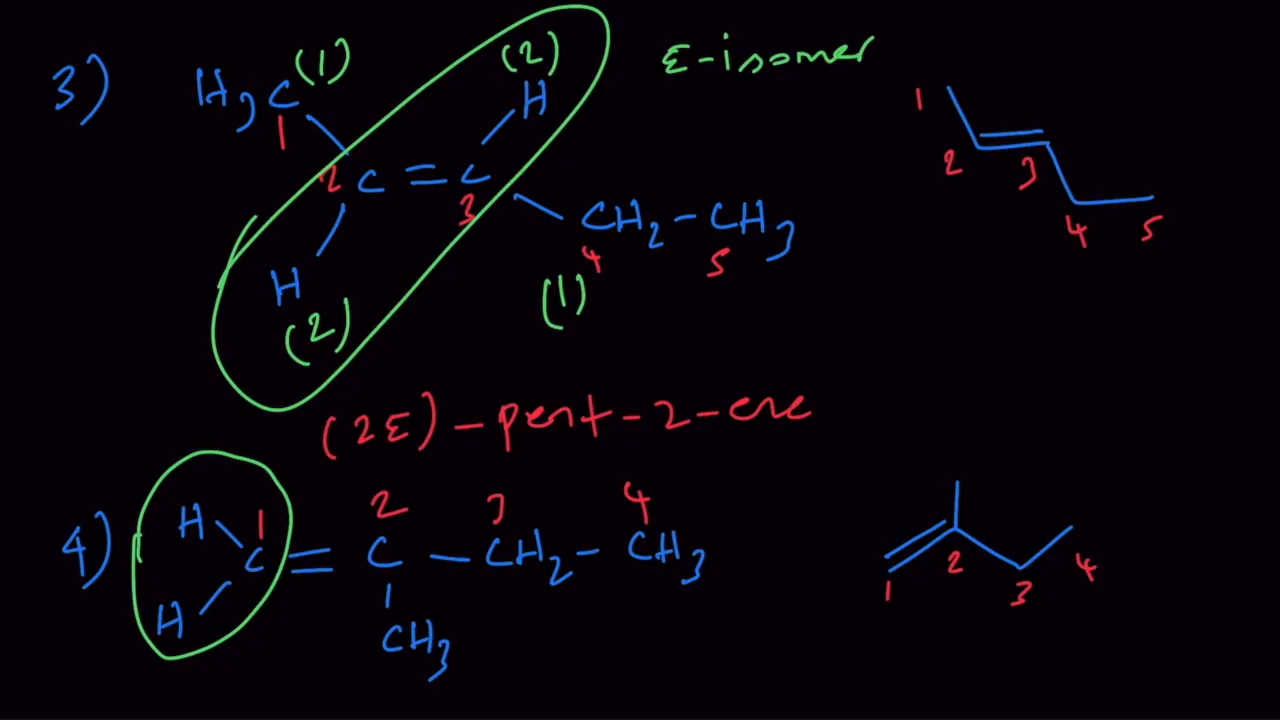 3) H3C (1) (2) H E-isomer
1
1 2 C = C 2 3
3 CH2-CH3 4 5
H 4 5
(2) (1)
(2E)-pent-2-ene
2 3 4
4) H 1 C = C - CH2 - CH3 2 4
H 1 3
CH3